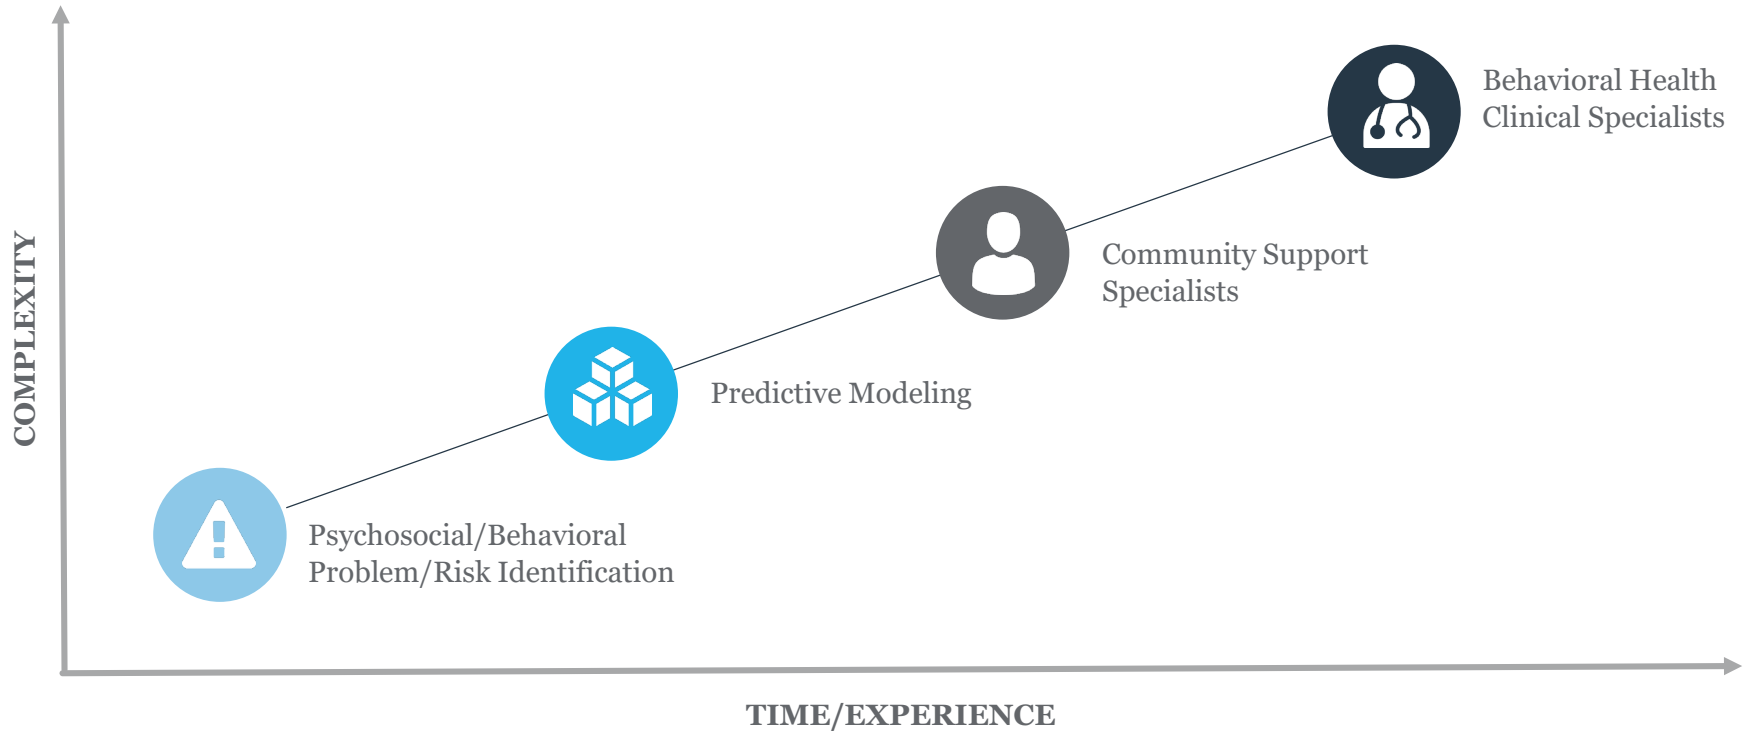 Behavioral Health
Clinical Specialists
Community Support
Specialists
Predictive Modeling
Psychosocial/Behavioral
Problem/Risk Identification
COMPLEXITY
TIME/EXPERIENCE